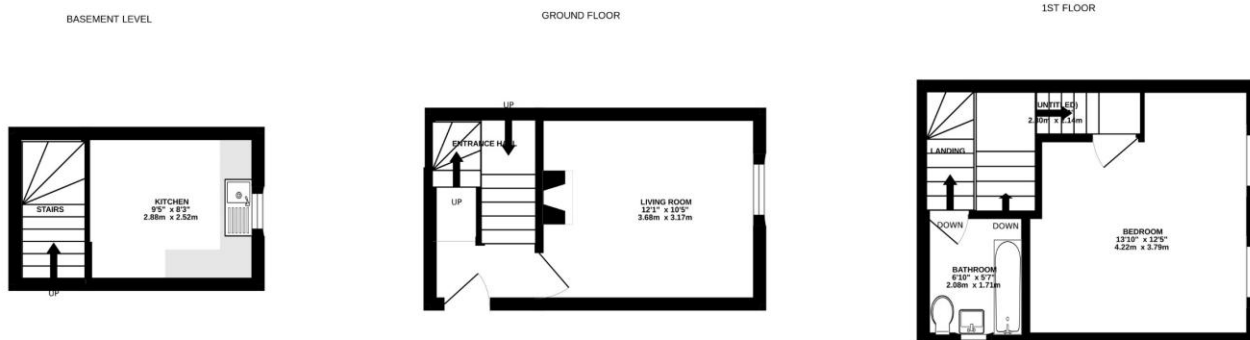 BASEMENT LEVEL
GROUND FLOOR
1ST FLOOR
STAIRS
UP
KITCHEN
9'5" x 8'3"
2.88m x 2.52m
UP
ENTRANCE HALL
UP
LIVING ROOM
12'1" x 10'5"
3.68m x 3.17m
(UNTITLED)
x 2.14m
LANDING
DOWN
DOWN
BATHROOM
6'10" x 5'7"
2.08m x 1.71m
BEDROOM
13'10" x 12'5"
4.22m x 3.79m